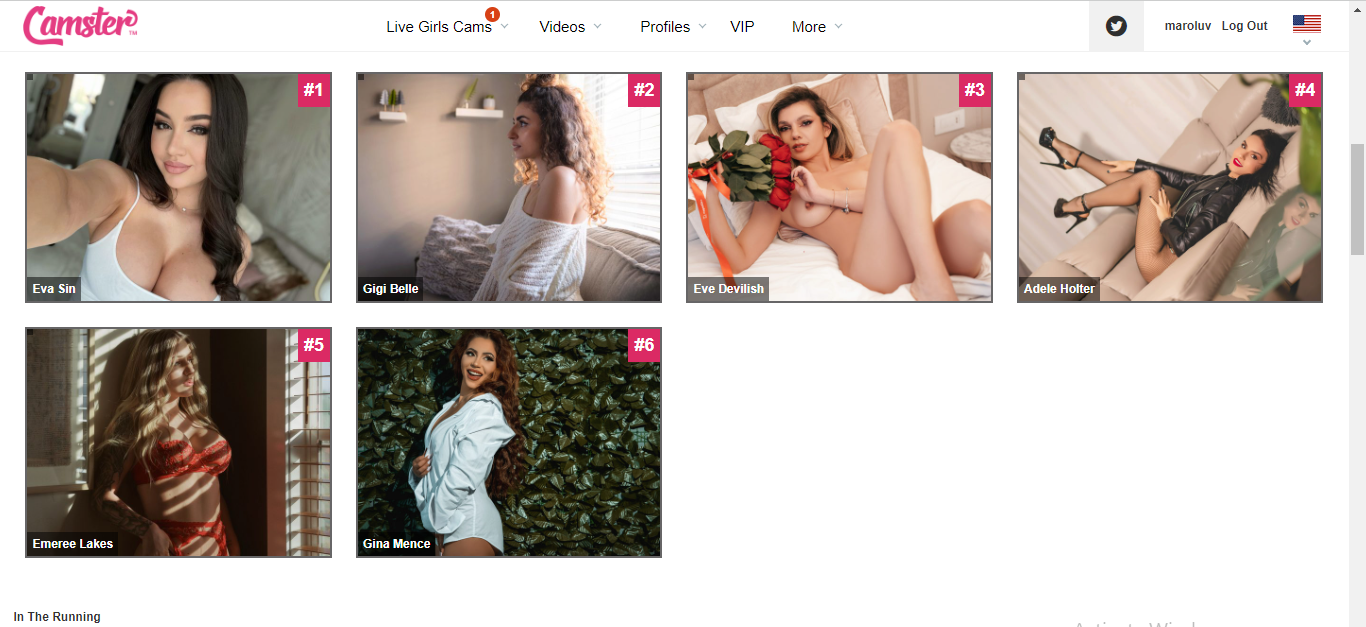 Camster™
Live Girls Cams 1
Videos
Profiles
VIP
More
maroluv
Log Out
#1
#2
#3
#4
Eva Sin
Gigi Belle
Eve Devilish
Adele Holter
#5
#6
Emeree Lakes
Gina Mence
In The Running